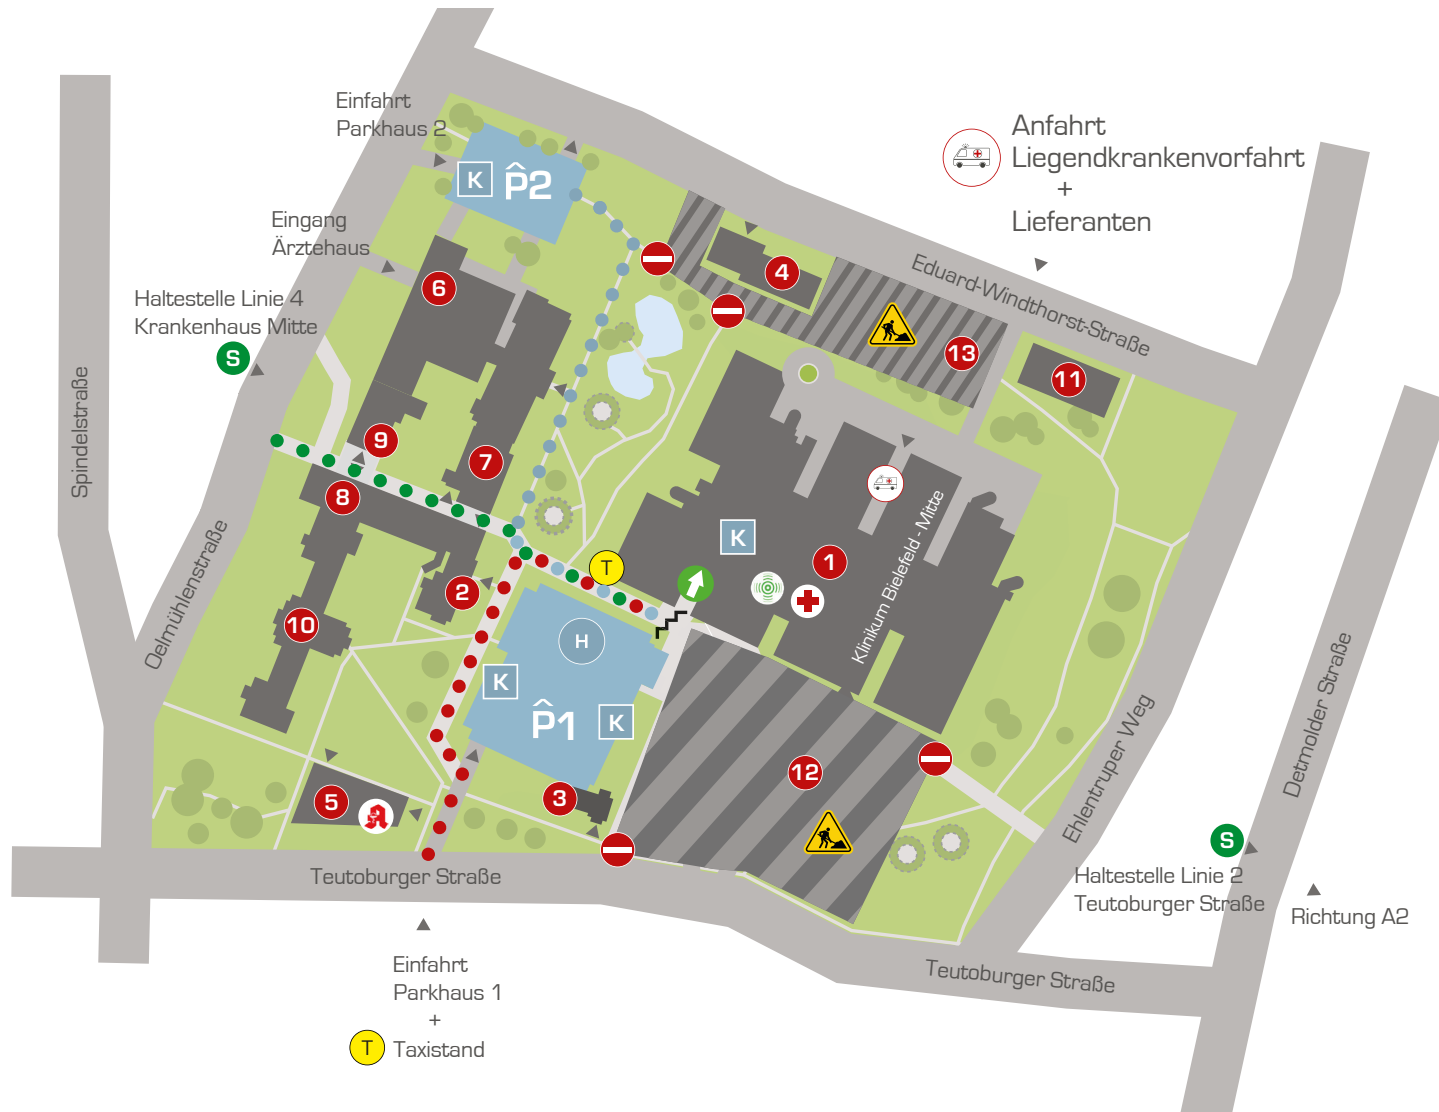 Einfahrt
Parkhaus 2
Anfahrt
Liegendkrankenvorfahrt
+
Lieferanten
K
P2
Eingang
Ärztehaus
4
Eduard-Windthorst-Straße
6
Haltestelle Linie 4
Krankenhaus Mitte
S
13
11
Spindelstraße
9
7
8
K
1
Klinikum Bielefeld - Mitte
T
2
Oelmühlenstraße
10
H
K
P1
K
12
Ehlentruper Weg
Detmolder Straße
5
3
S
Haltestelle Linie 2
Teutoburger Straße
Richtung A2
Teutoburger Straße
Teutoburger Straße
Einfahrt
Parkhaus 1
+
T Taxistand